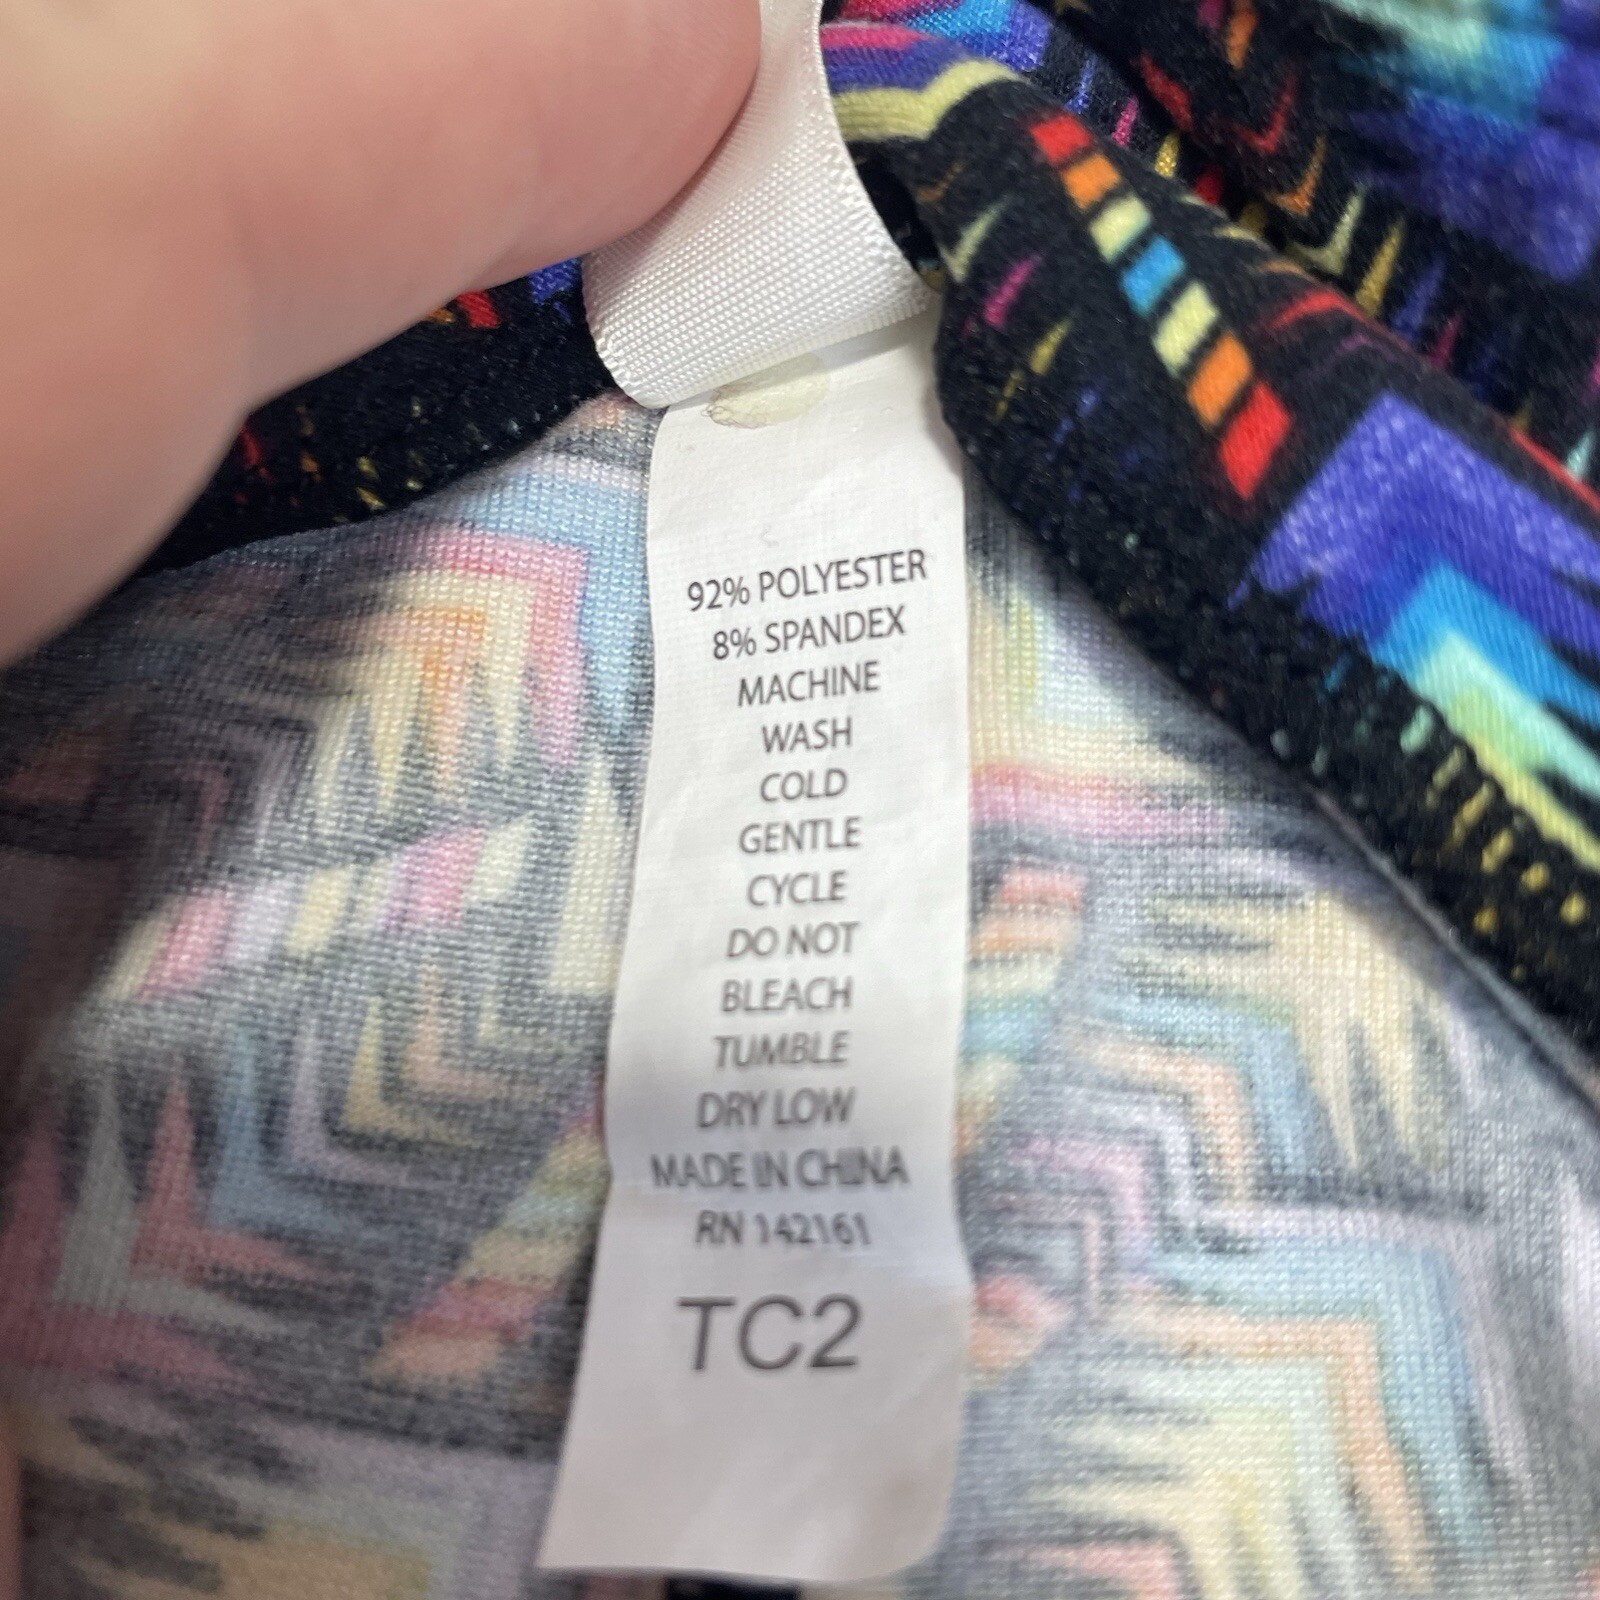 92% POLYESTER
8% SPANDEX
MACHINE
WASH
COLD
GENTLE
CYCLE
DO NOT
BLEACH
TUMBLE
DRY LOW
MADE IN CHINA
RN 142161
TC2